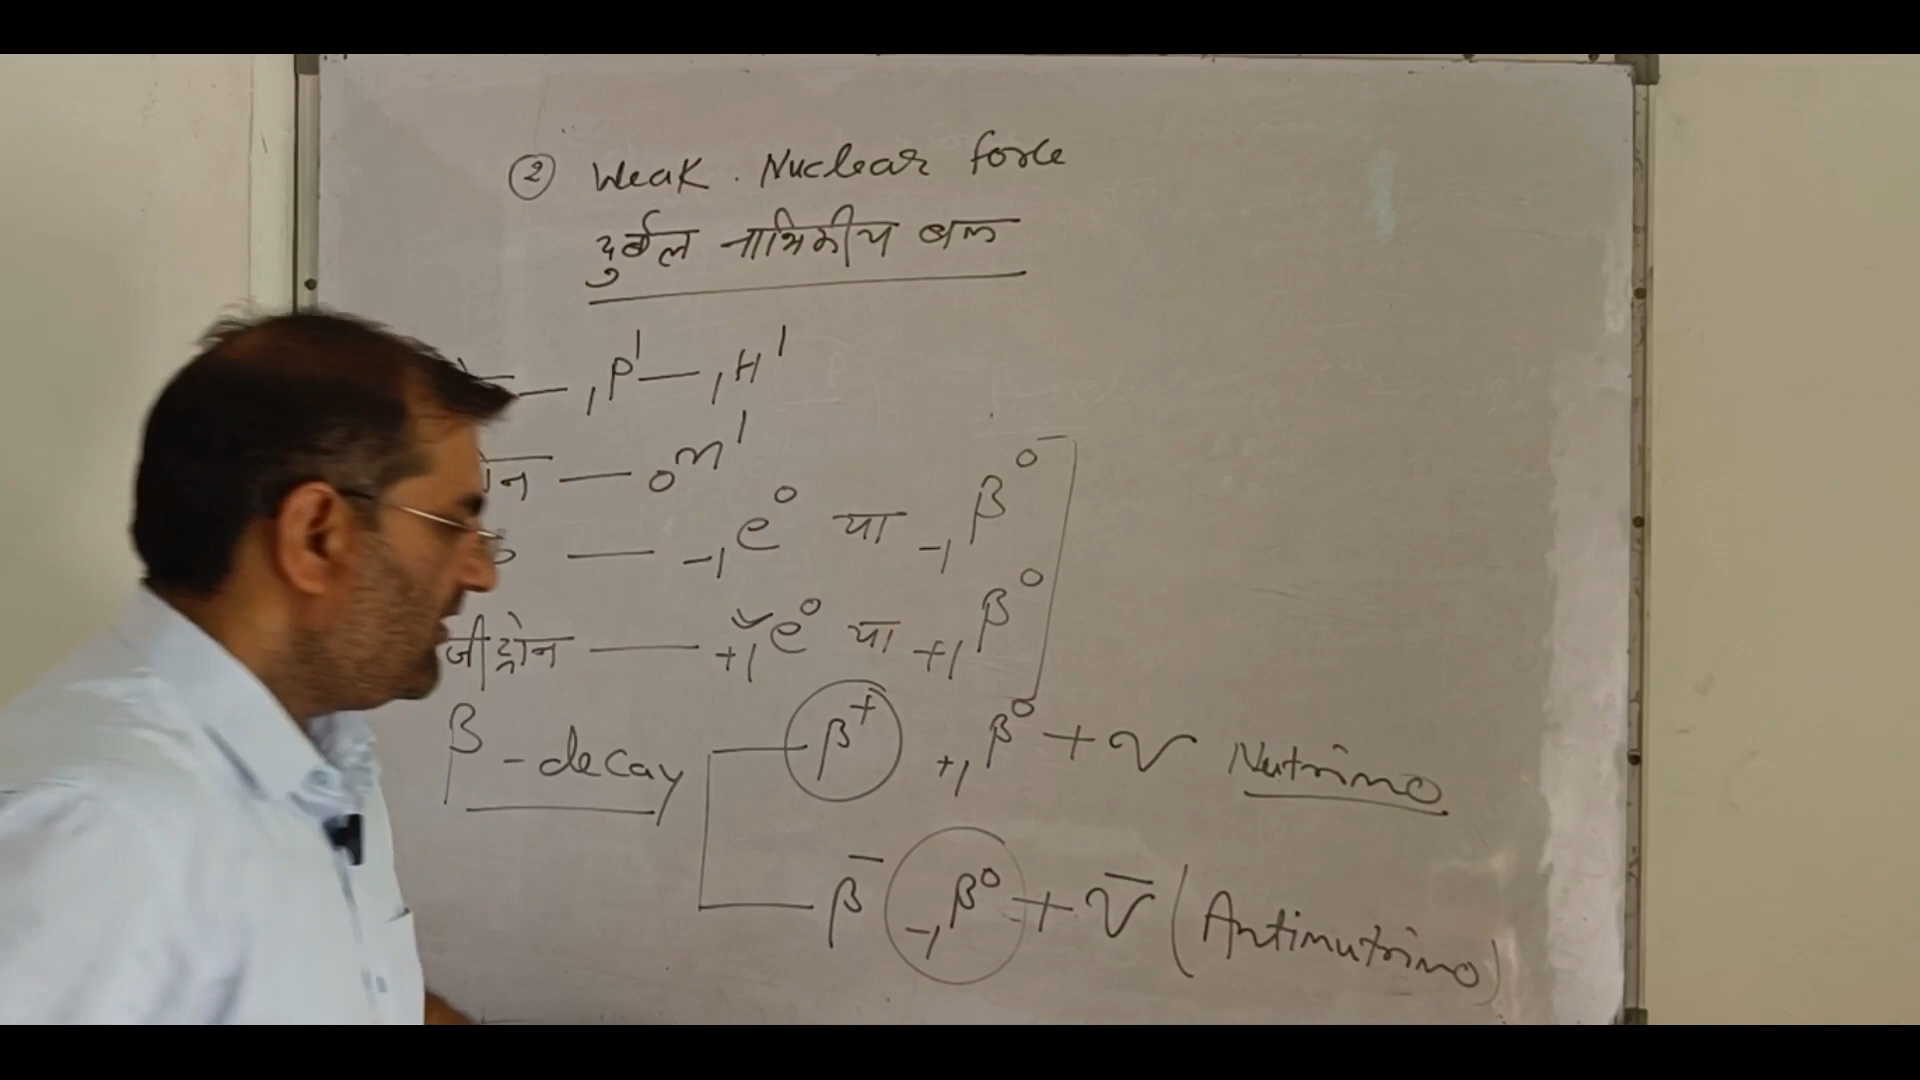 ② Weak. Nuclear force
दुर्बल नाभिकीय बल
— ₁P¹ — ₁H¹
ोन — ₀n¹
— ₋₁e⁰ या ₋₁β⁰
जीट्रोन — ₊₁e⁰ या ₊₁β⁰
β - decay
β⁺ ₊₁β⁰ + ν Nutrino
β⁻ ₋₁β⁰ + ν̅ (Antinutrino)